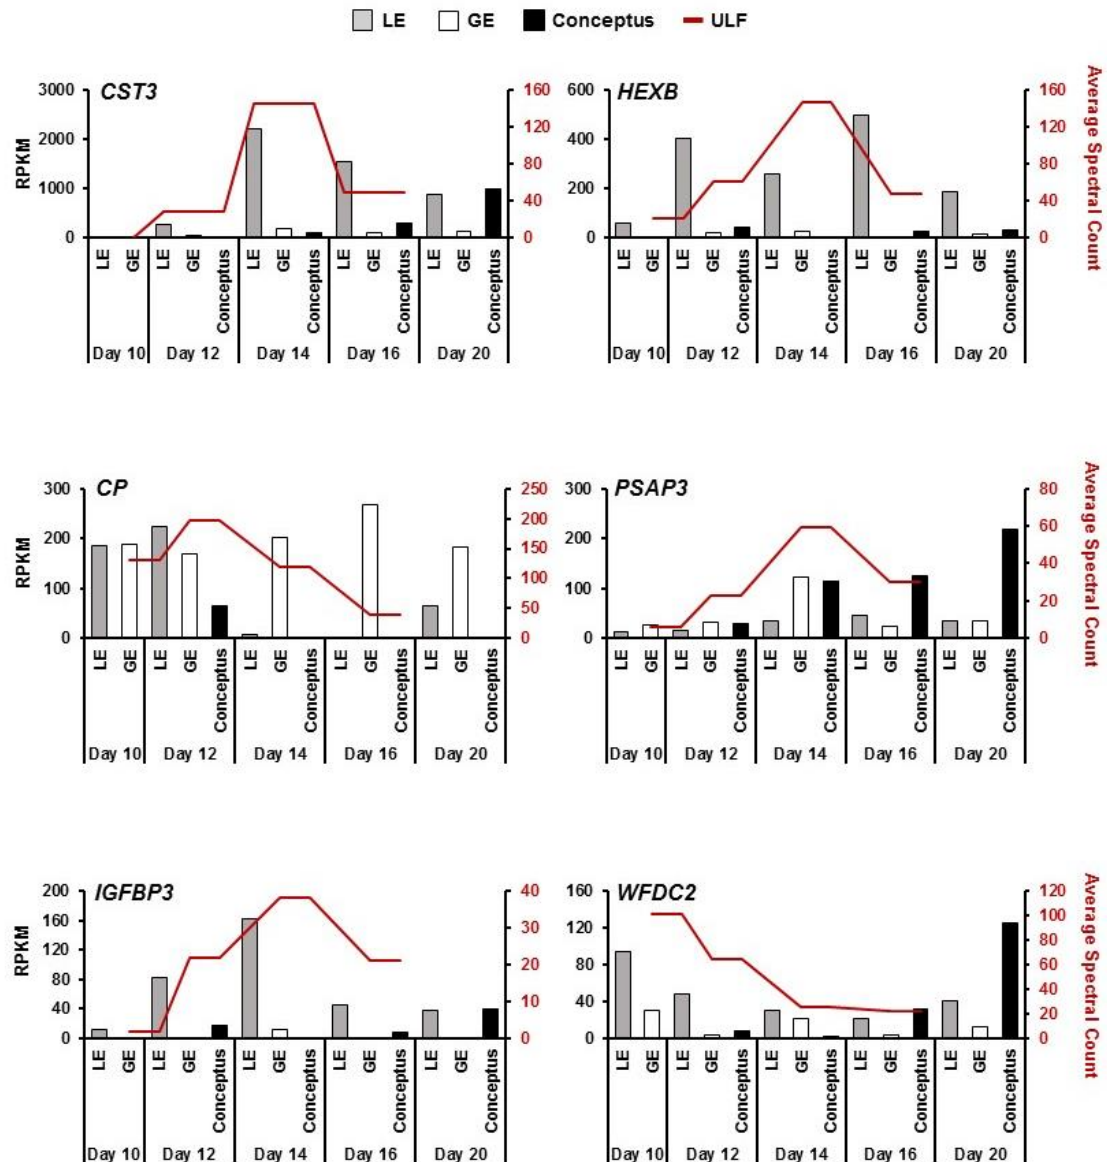 LE GE Conceptus ULF
CST3
RPKM
3000
2000
1000
0
160
120
80
40
0
LE GE LE GE Conceptus LE GE Conceptus LE GE Conceptus LE GE Conceptus
Day 10 Day 12 Day 14 Day 16 Day 20
HEXB
600
400
200
0
160
120
80
40
0
Average Spectral Count
LE GE LE GE Conceptus LE GE Conceptus LE GE Conceptus LE GE Conceptus
Day 10 Day 12 Day 14 Day 16 Day 20
CP
RPKM
300
200
100
0
250
200
150
100
50
0
LE GE LE GE Conceptus LE GE LE GE LE GE
Day 10 Day 12 Day 14 Day 16 Day 20
PSAP3
300
200
100
0
80
60
40
20
0
Average Spectral Count
LE GE LE GE Conceptus LE GE Conceptus LE GE Conceptus LE GE Conceptus
Day 10 Day 12 Day 14 Day 16 Day 20
IGFBP3
RPKM
200
160
120
80
40
0
40
30
20
10
0
LE GE LE GE Conceptus LE GE LE GE Conceptus LE GE Conceptus
Day 10 Day 12 Day 14 Day 16 Day 20
WFDC2
160
120
80
40
0
120
100
80
60
40
20
0
Average Spectral Count
LE GE LE GE Conceptus LE GE Conceptus LE GE Conceptus LE GE Conceptus
Day 10 Day 12 Day 14 Day 16 Day 20